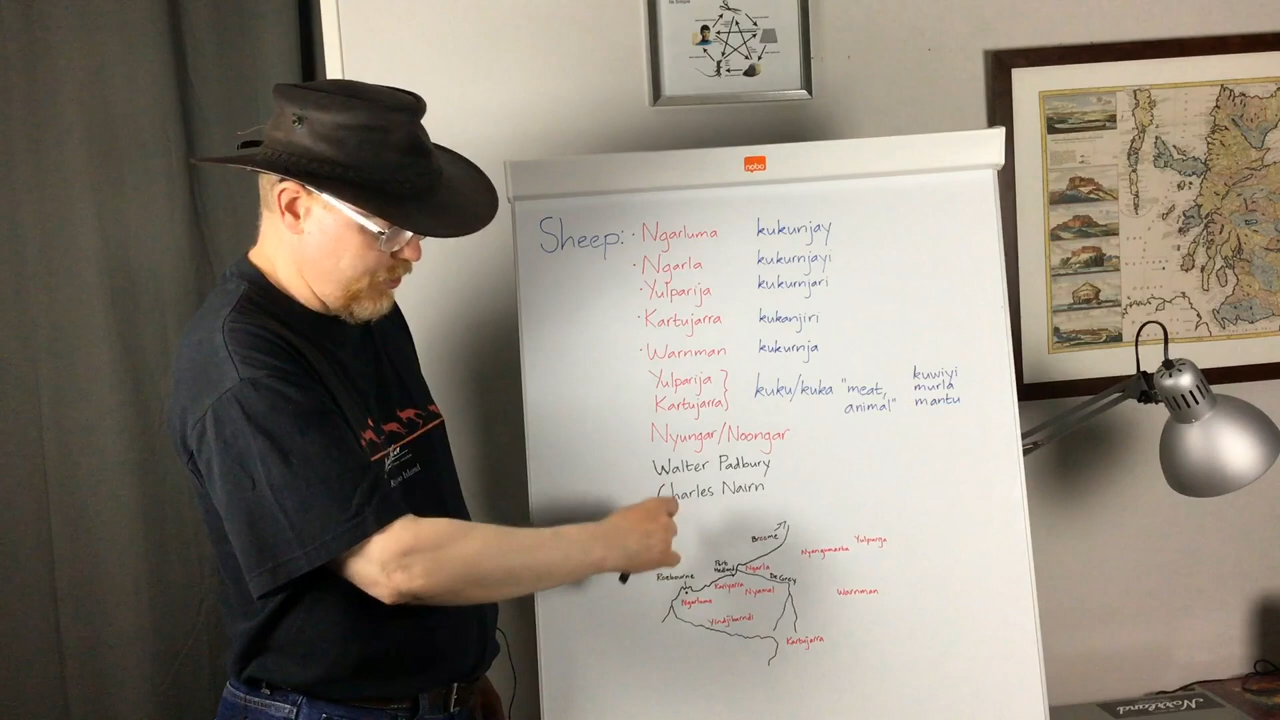 nobo
Sheep: · Ngarluma kukunjay
· Ngarla kukurnjayi
· Yulparija kukurnjari
· Kartujarra kukanjiri
· Warnman kukurnja
Yulparija } kuku/kuka "meat, kuwiyi
Kartujarra } animal" murla
mantu
Nyungar/Noongar
Walter Padbury
Charles Nairn
Broome
Nyangumarta Yulparija
Port Hedland Ngarla
De Grey
Roebourne
Kariyarra Nyamal
Warnman
Ngarluma
Yindjibarndi
Kartujarra
Norrland